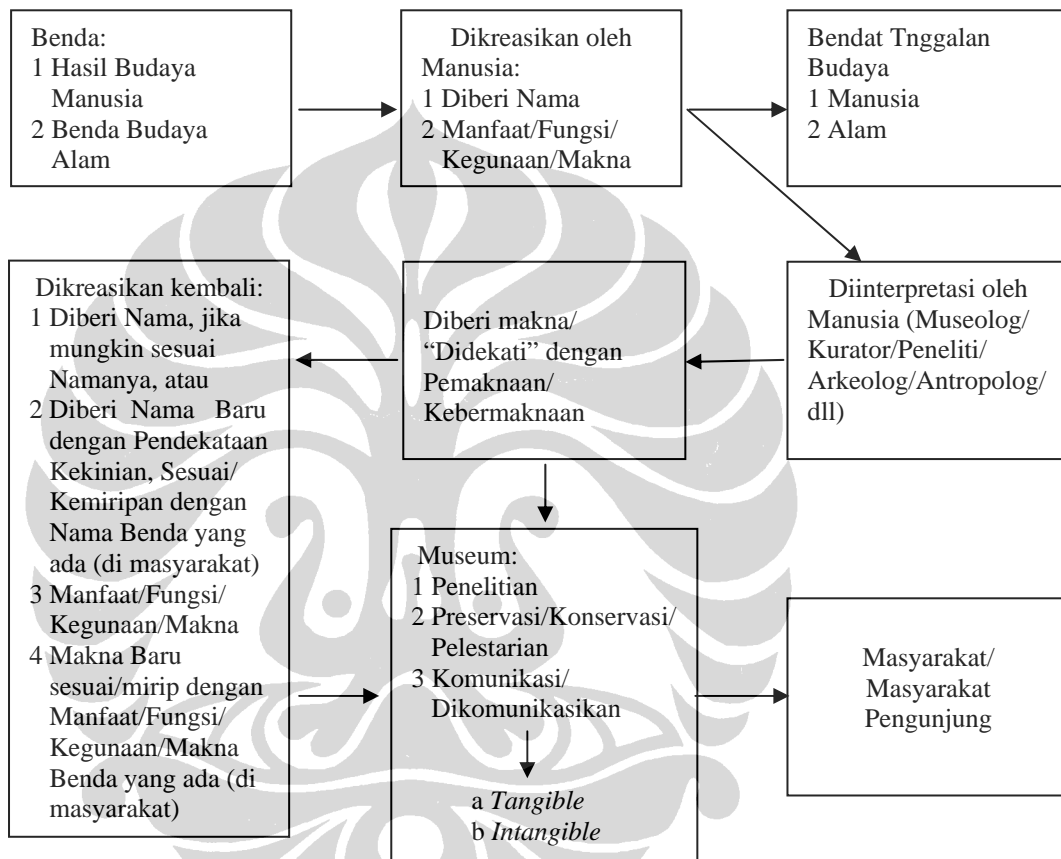 Benda:
1 Hasil Budaya
Manusia
2 Benda Budaya
Alam
Dikreasikan oleh
Manusia:
1 Diberi Nama
2 Manfaat/Fungsi/
Kegunaan/Makna
Bendat Tnggalan
Budaya
1 Manusia
2 Alam
Dikreasikan kembali:
1 Diberi Nama, jika
mungkin sesuai
Namanya, atau
2 Diberi Nama Baru
dengan Pendekataan
Kekinian, Sesuai/
Kemiripan dengan
Nama Benda yang
ada (di masyarakat)
3 Manfaat/Fungsi/
Kegunaan/Makna
4 Makna Baru
sesuai/mirip dengan
Manfaat/Fungsi/
Kegunaan/Makna
Benda yang ada (di
masyarakat)
Diberi makna/
“Didekati” dengan
Pemaknaan/
Kebermaknaan
Diinterpretasi oleh
Manusia (Museolog/
Kurator/Peneliti/
Arkeolog/Antropolog/
dll)
Museum:
1 Penelitian
2 Preservasi/Konservasi/
Pelestarian
3 Komunikasi/
Dikomunikasikan
a Tangible
b Intangible
Masyarakat/
Masyarakat
Pengunjung